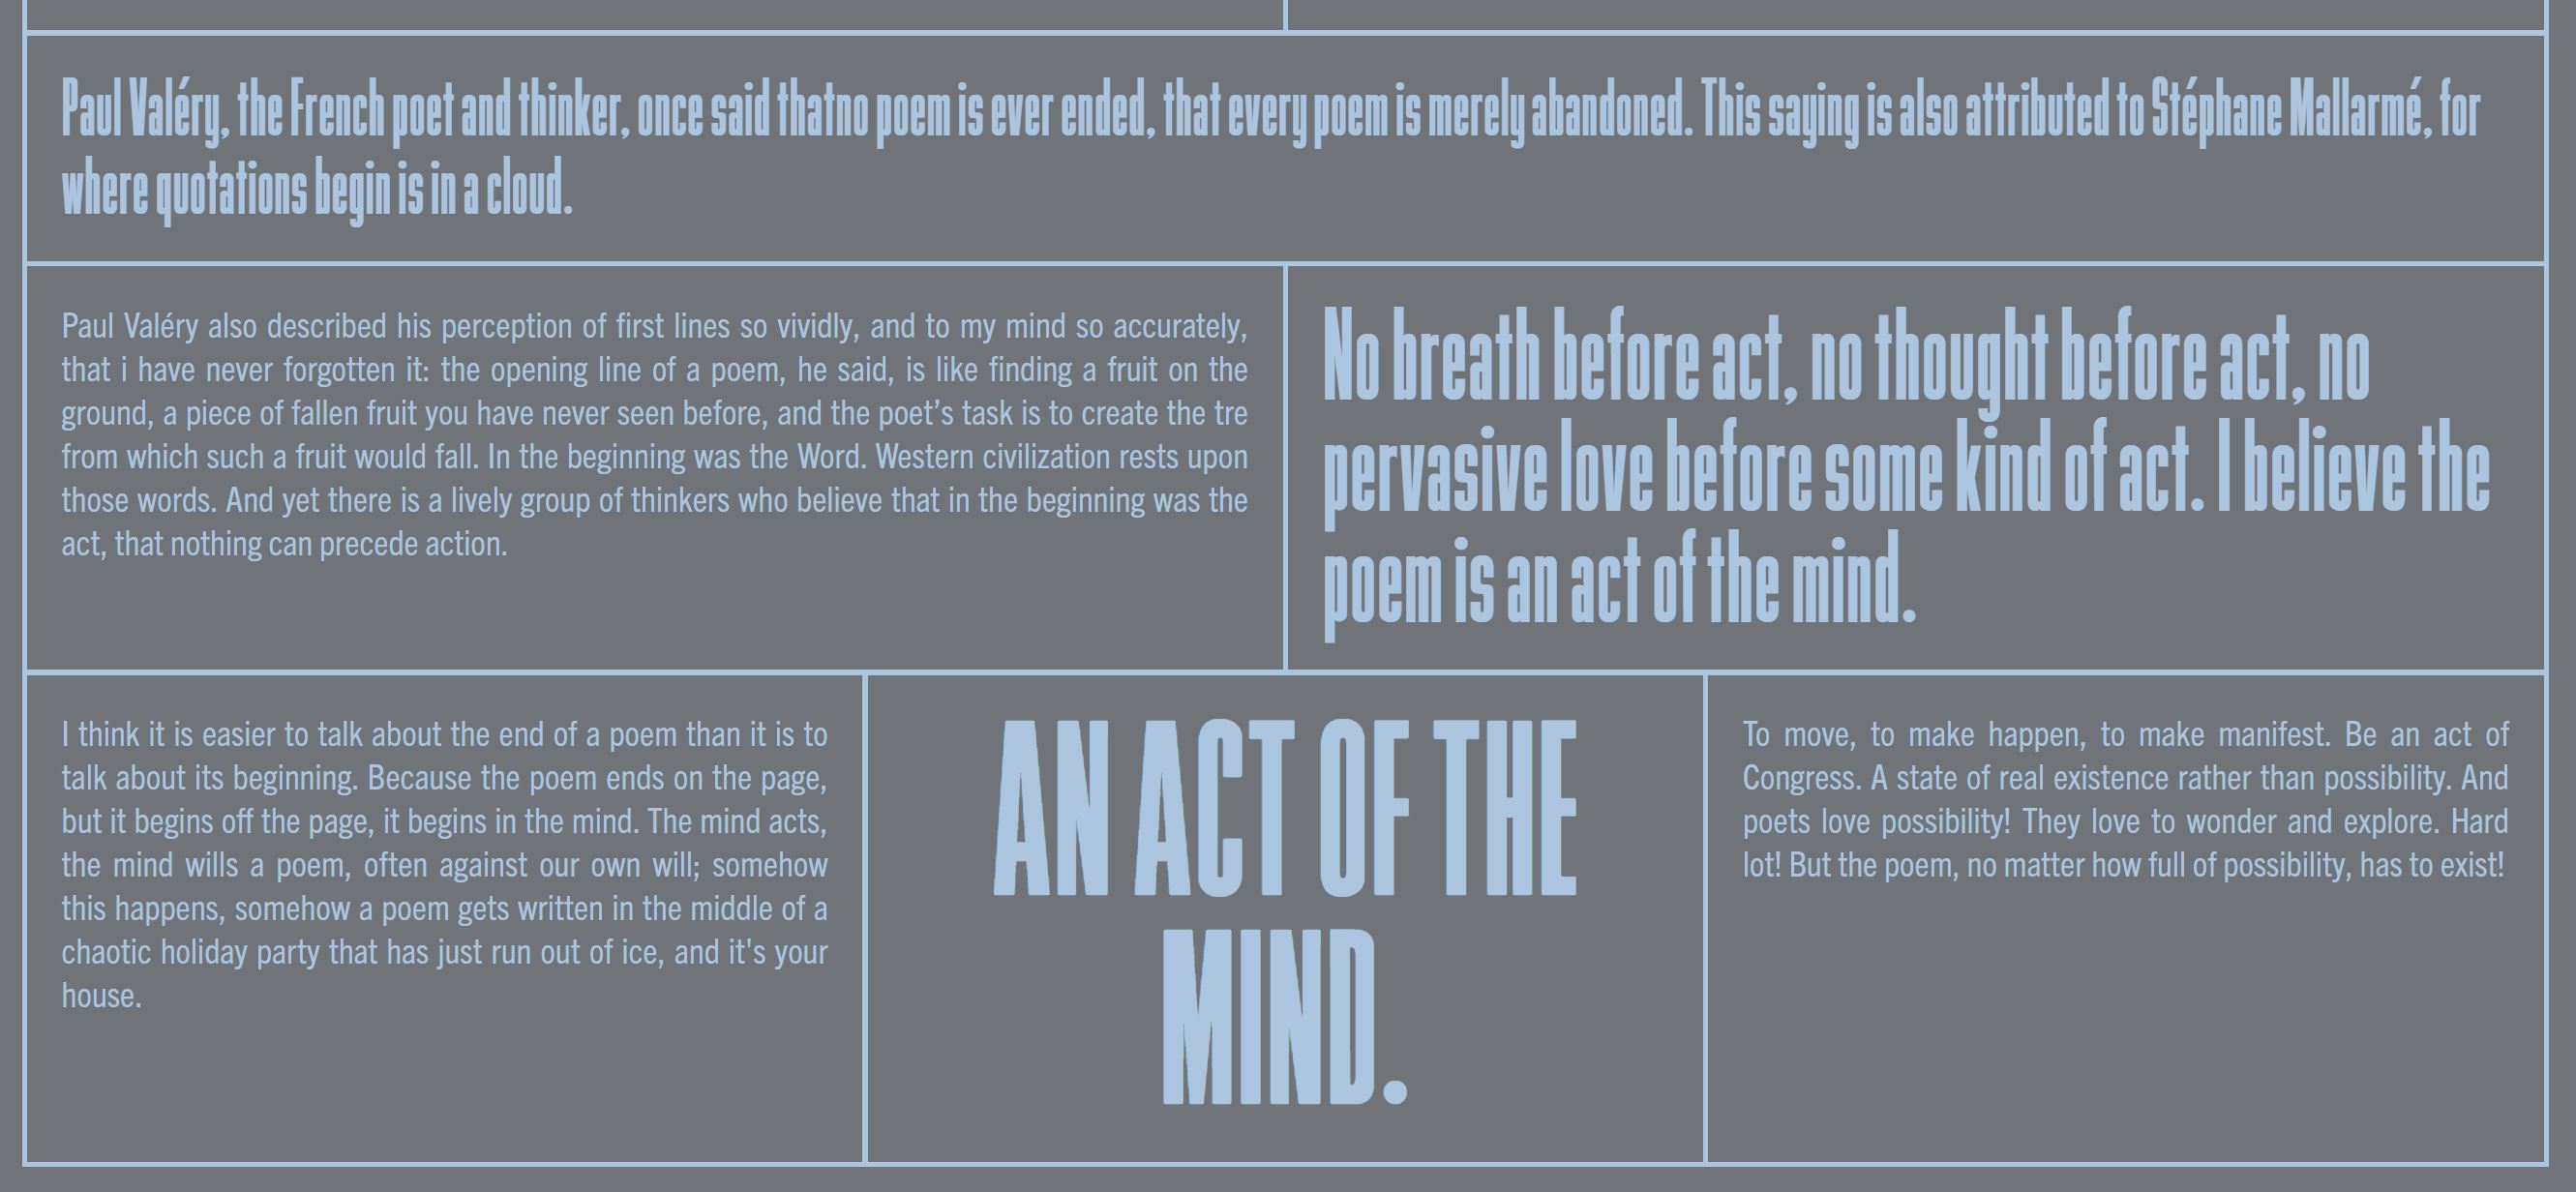 Paul Valéry, the French poet and thinker, once said thatno poem is ever ended, that every poem is merely abandoned. This saying is also attributed to Stéphane Mallarmé, for
where quotations begin is in a cloud.
Paul Valéry also described his perception of first lines so vividly, and to my mind so accurately,
that i have never forgotten it: the opening line of a poem, he said, is like finding a fruit on the
ground, a piece of fallen fruit you have never seen before, and the poet’s task is to create the tre
from which such a fruit would fall. In the beginning was the Word. Western civilization rests upon
those words. And yet there is a lively group of thinkers who believe that in the beginning was the
act, that nothing can precede action.
No breath before act, no thought before act, no
pervasive love before some kind of act. I believe the
poem is an act of the mind.
I think it is easier to talk about the end of a poem than it is to
talk about its beginning. Because the poem ends on the page,
but it begins off the page, it begins in the mind. The mind acts,
the mind wills a poem, often against our own will; somehow
this happens, somehow a poem gets written in the middle of a
chaotic holiday party that has just run out of ice, and it's your
house.
AN ACT OF THE
MIND.
To move, to make happen, to make manifest. Be an act of
Congress. A state of real existence rather than possibility. And
poets love possibility! They love to wonder and explore. Hard
lot! But the poem, no matter how full of possibility, has to exist!